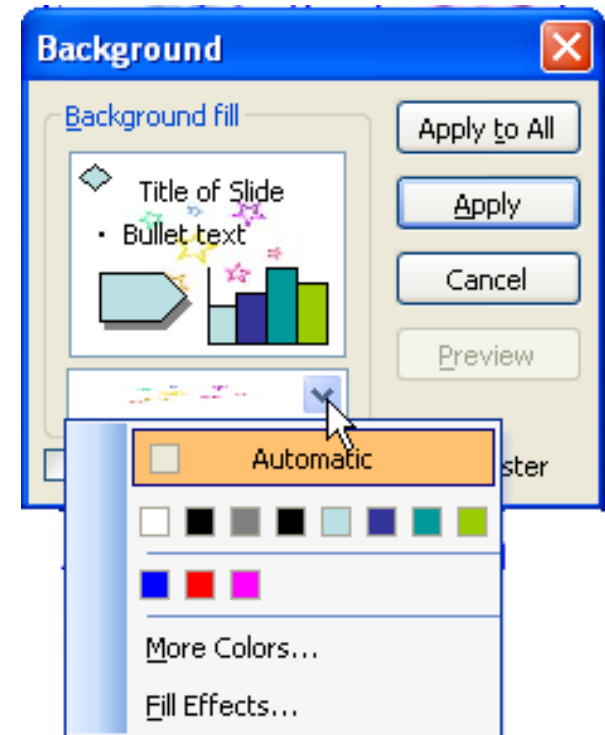 Background
Background fill
Apply to All
Title of Slide
• Bullet text
Apply
Cancel
Preview
Automatic
ster
More Colors...
Fill Effects...